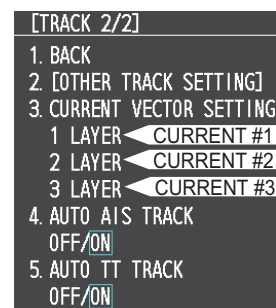 [TRACK 2/2]
1. BACK
2. [OTHER TRACK SETTING]
3. CURRENT VECTOR SETTING
1 LAYER CURRENT #1
2 LAYER CURRENT #2
3 LAYER CURRENT #3
4. AUTO AIS TRACK
OFF/ON
5. AUTO TT TRACK
OFF/ON